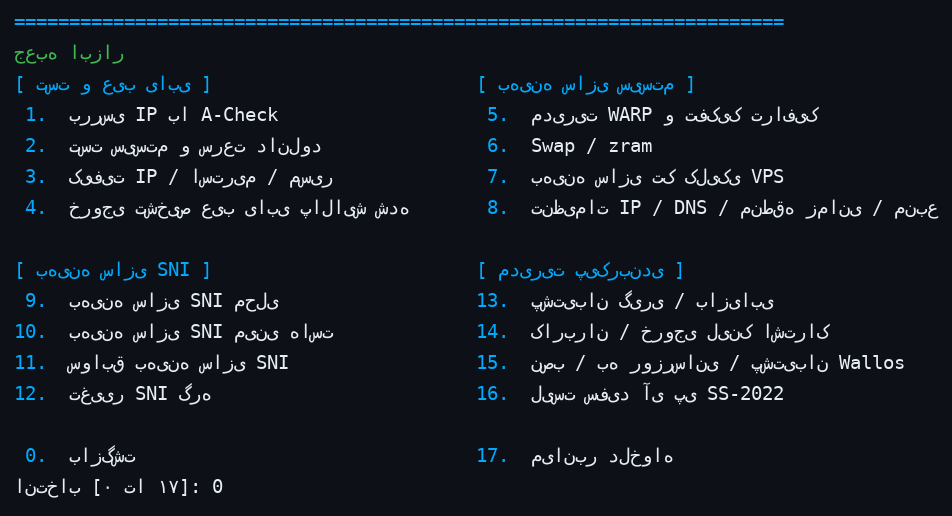 ======================================================================
جعبه ابزار
[ تست و عیب یابی ]
1. بررسی IP با A-Check
2. تست سیستم و سرعت دانلود
3. کیفیت IP / استریم / مسیر
4. خروجی تشخیص عیب یابی پالایش شده
[ بهینه سازی سیستم ]
5. مدیریت WARP و تفکیک ترافیک
6. Swap / zram
7. بهینه سازی تک کلیکی VPS
8. تنظیمات IP / DNS / منطقه زمانی / منبع
[ بهینه سازی SNI ]
9. بهینه سازی SNI محلی
10. بهینه سازی SNI مینی هاست
11. سوابق بهینه سازی SNI
12. تغییر SNI گره
[ مدیریت پیکربندی ]
13. پشتیبان گیری / بازیابی
14. کاربران / خروجی لینک اشتراک
15. نصب / به روزرسانی / پشتیبان Wallos
16. لیست سفید آی پی SS-2022
0. بازگشت
17. میانبر دلخواه
انتخاب [۰ تا ۱۷]: 0